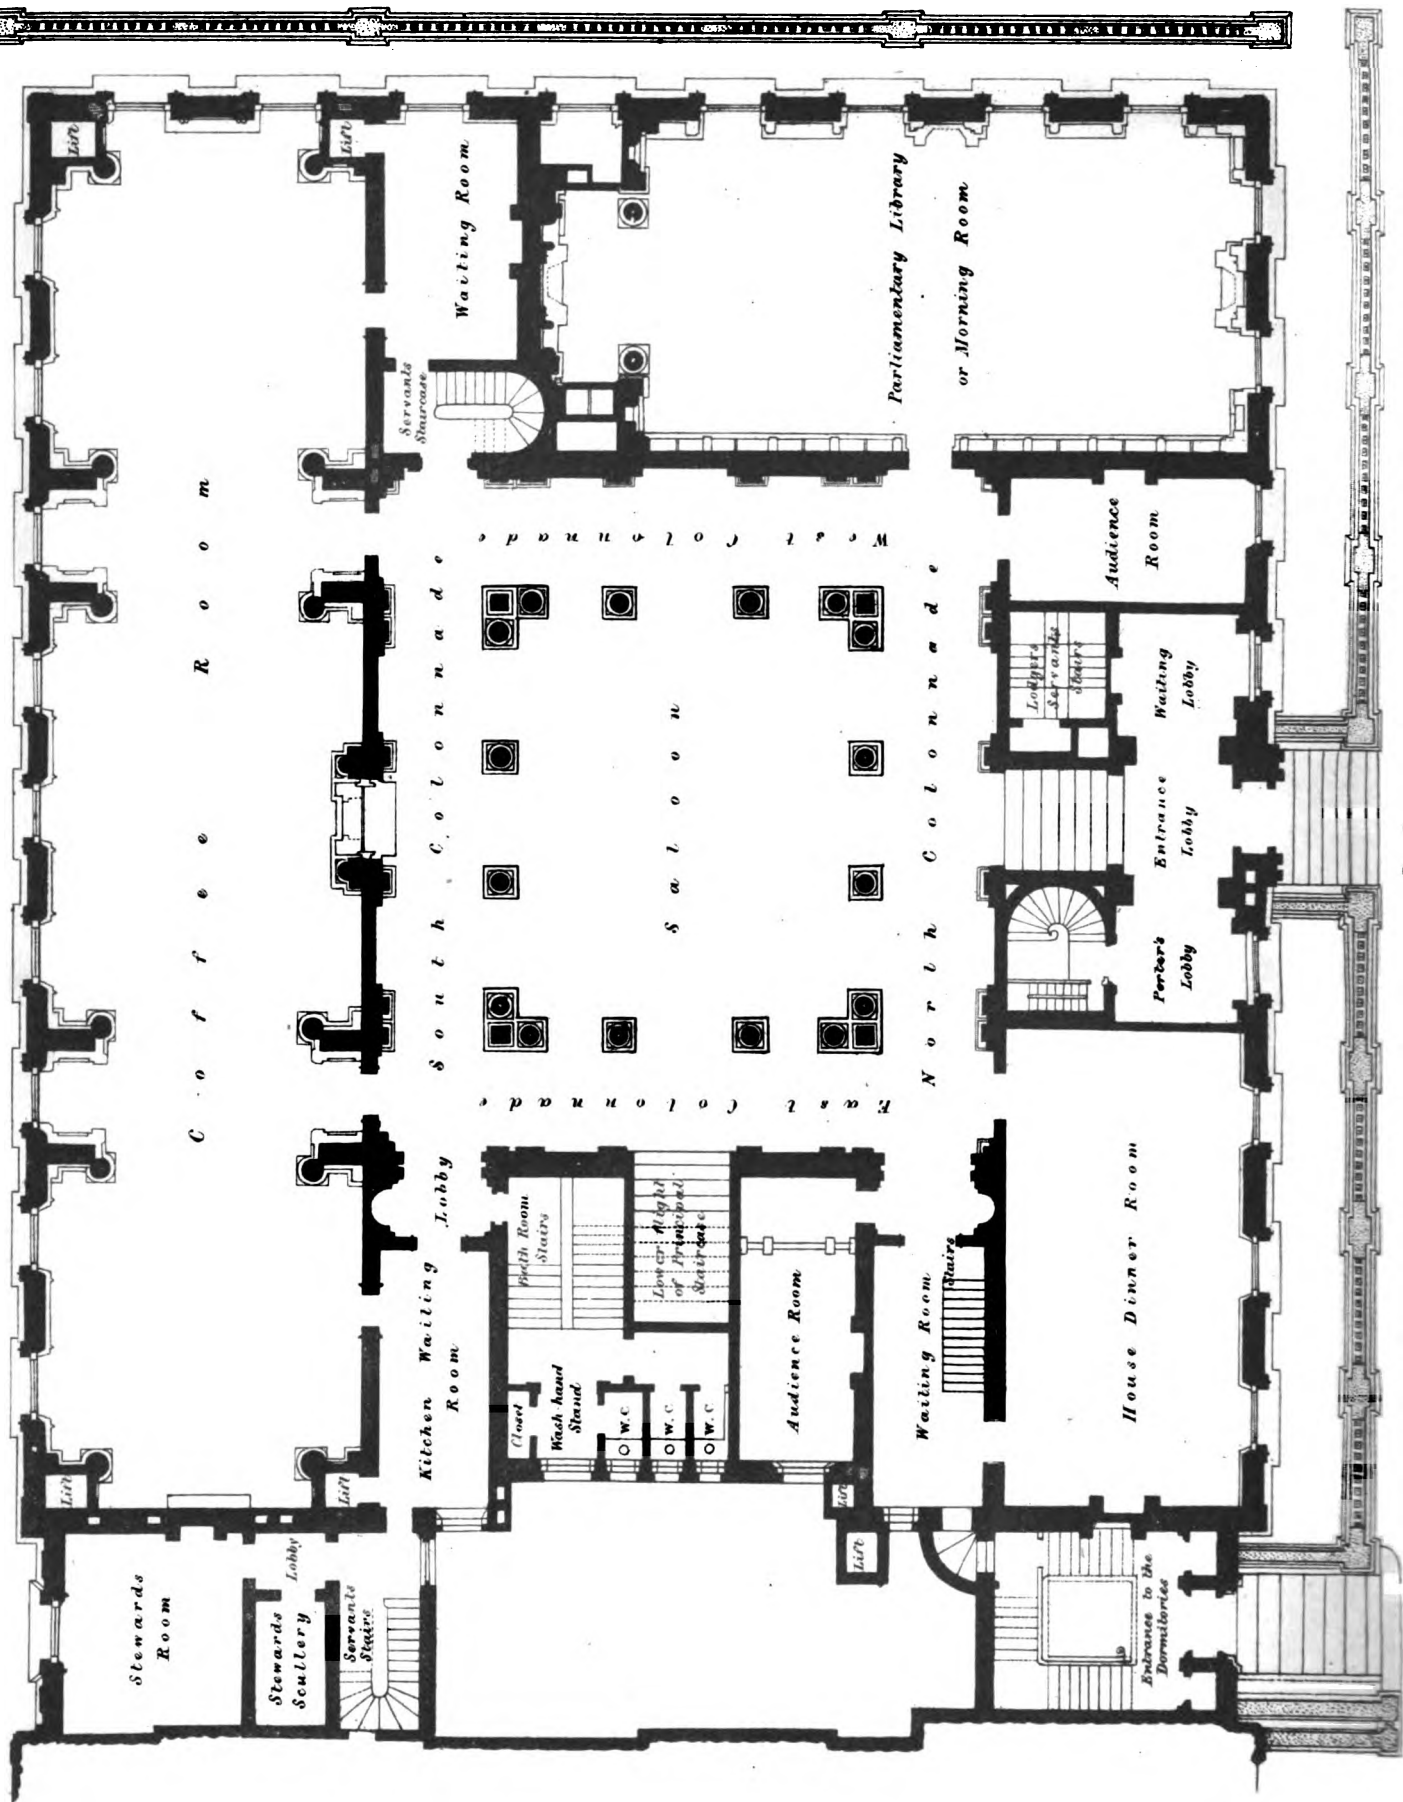 Lift
Lift
Waiting Room
Parliamentary Library
or Morning Room
Servants
Staircase
Coffee Room
West Colonnade
South Colonnade
Saloon
North Colonnade
East Colonnade
Audience
Room
Lodgers
Servants
Stairs
Waiting
Lobby
Entrance
Lobby
Porter's
Lobby
Lobby
Bath Room
Stairs
Lower Flight
of Principal
Staircase
Kitchen Waiting
Room
Closet
Wash-hand
Stand
W.C
W.C
W.C
Audience Room
Waiting Room
Stairs
House Dinner Room
Lift
Lift
Lift
Lift
Stewards
Room
Lobby
Stewards
Scullery
Servants
Stairs
Entrance to the
Dormitories